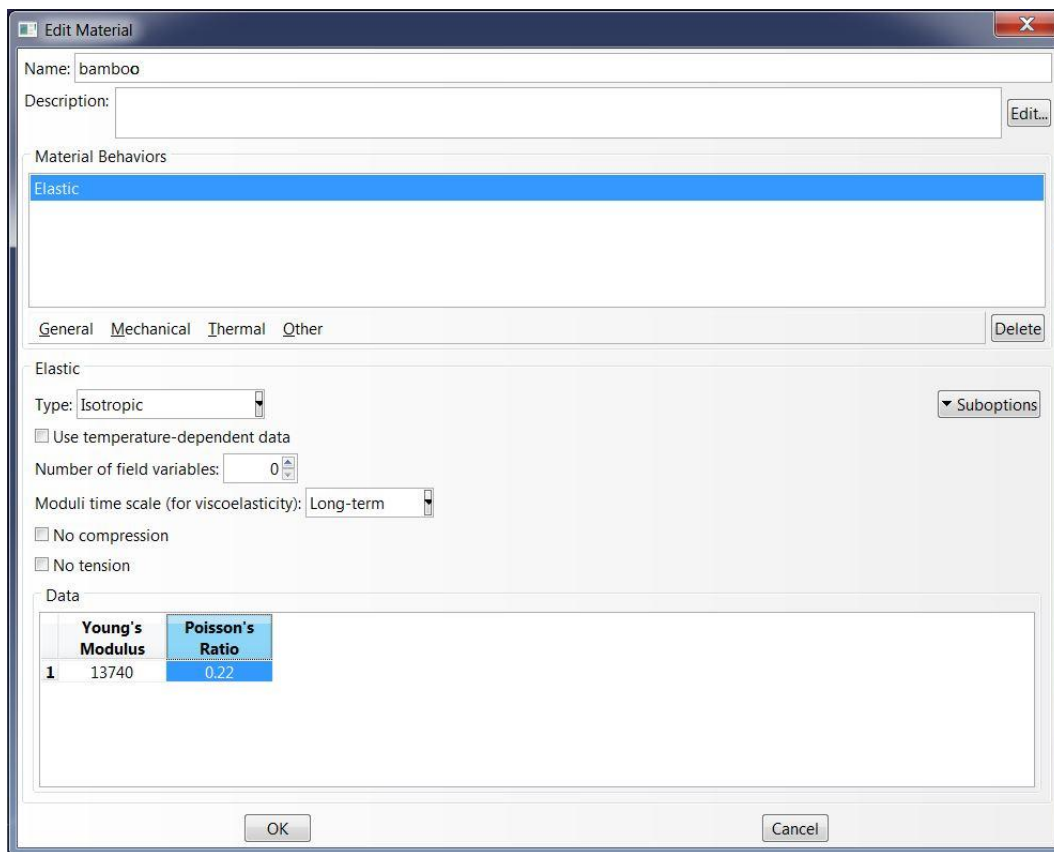 Edit Material
X
Name: bamboo
Description:
Edit...
Material Behaviors
Elastic
General Mechanical Thermal Other
Delete
Elastic
Type: Isotropic
Suboptions
Use temperature-dependent data
Number of field variables: 0
Moduli time scale (for viscoelasticity): Long-term
No compression
No tension
Data
Young's Poisson's
Modulus Ratio
1 13740 0.22
OK Cancel